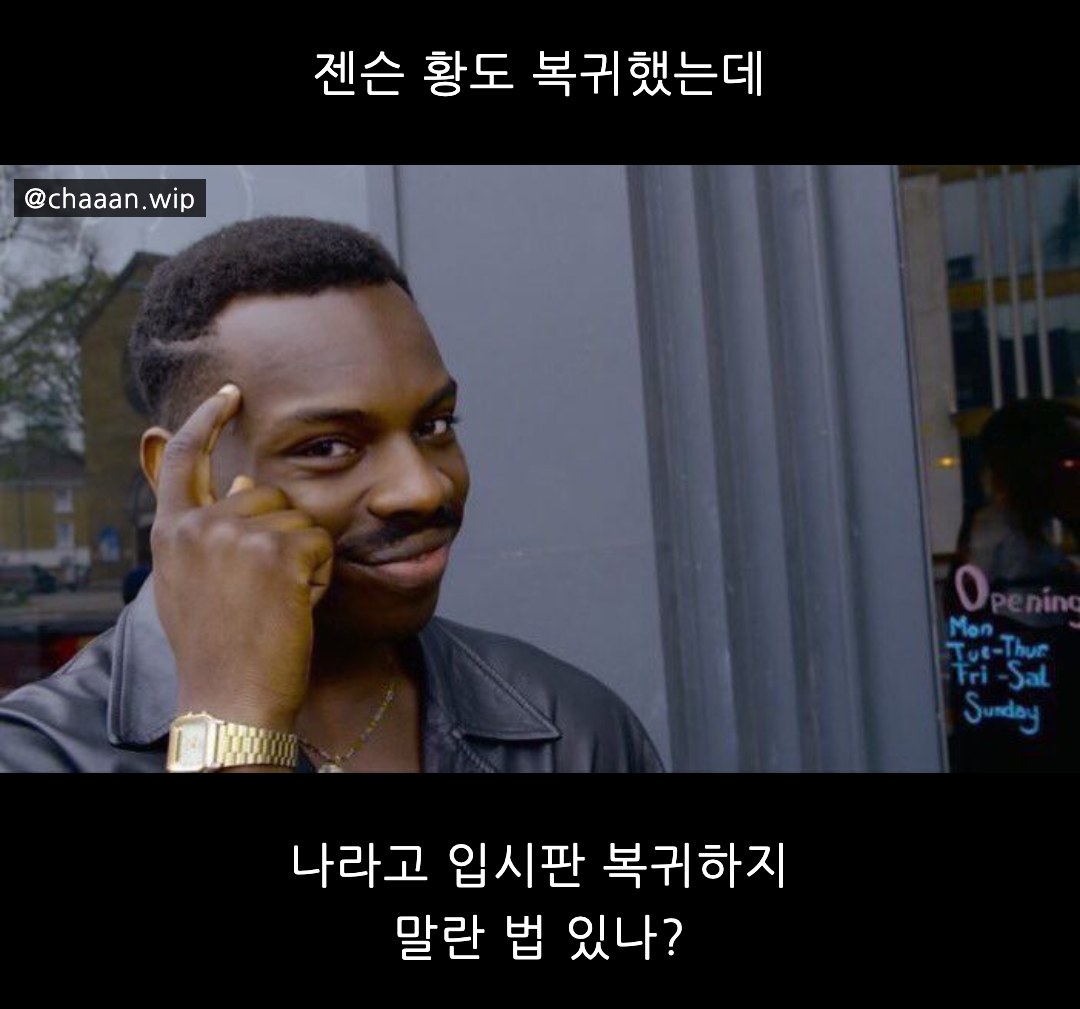 젠슨 황도 복귀했는데
@chaaan.wip
Opening
Mon
Tue-Thur
Fri -Sat
Sunday
나라고 입시판 복귀하지
말란 법 있나?